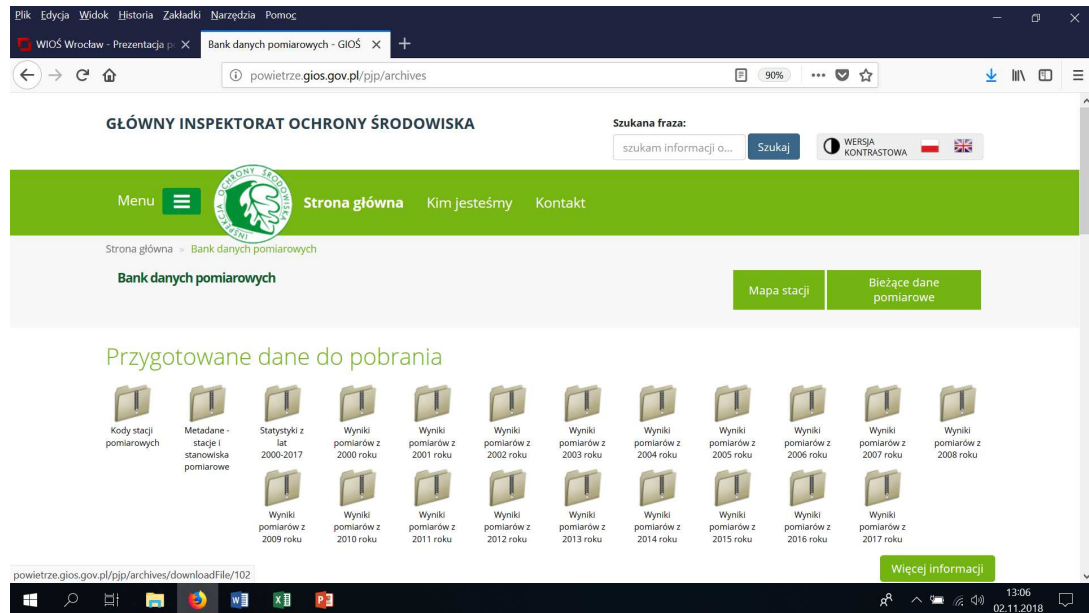 Plik Edycja Widok Historia Zakładki Narzędzia Pomoc
WIOŚ Wrocław - Prezentacja p
Bank danych pomiarowych - GIOŚ
powietrze.gios.gov.pl/pjp/archives
90%
GŁÓWNY INSPEKTORAT OCHRONY ŚRODOWISKA
Szukana fraza:
szukam informacji o...
Szukaj
WERSJA
KONTRASTOWA
Menu
INSPEKCJA OCHRONY ŚRODOWISKA
Strona główna Kim jesteśmy Kontakt
Strona główna » Bank danych pomiarowych
Bank danych pomiarowych
Mapa stacji
Bieżące dane
pomiarowe
Przygotowane dane do pobrania
Kody stacji
pomiarowych
Metadane -
stacje i
stanowiska
pomiarowe
Statystyki z
lat
2000-2017
Wyniki
pomiarów z
2000 roku
Wyniki
pomiarów z
2001 roku
Wyniki
pomiarów z
2002 roku
Wyniki
pomiarów z
2003 roku
Wyniki
pomiarów z
2004 roku
Wyniki
pomiarów z
2005 roku
Wyniki
pomiarów z
2006 roku
Wyniki
pomiarów z
2007 roku
Wyniki
pomiarów z
2008 roku
Wyniki
pomiarów z
2009 roku
Wyniki
pomiarów z
2010 roku
Wyniki
pomiarów z
2011 roku
Wyniki
pomiarów z
2012 roku
Wyniki
pomiarów z
2013 roku
Wyniki
pomiarów z
2014 roku
Wyniki
pomiarów z
2015 roku
Wyniki
pomiarów z
2016 roku
Wyniki
pomiarów z
2017 roku
Więcej informacji
powietrze.gios.gov.pl/pjp/archives/downloadFile/102
13:06
02.11.2018